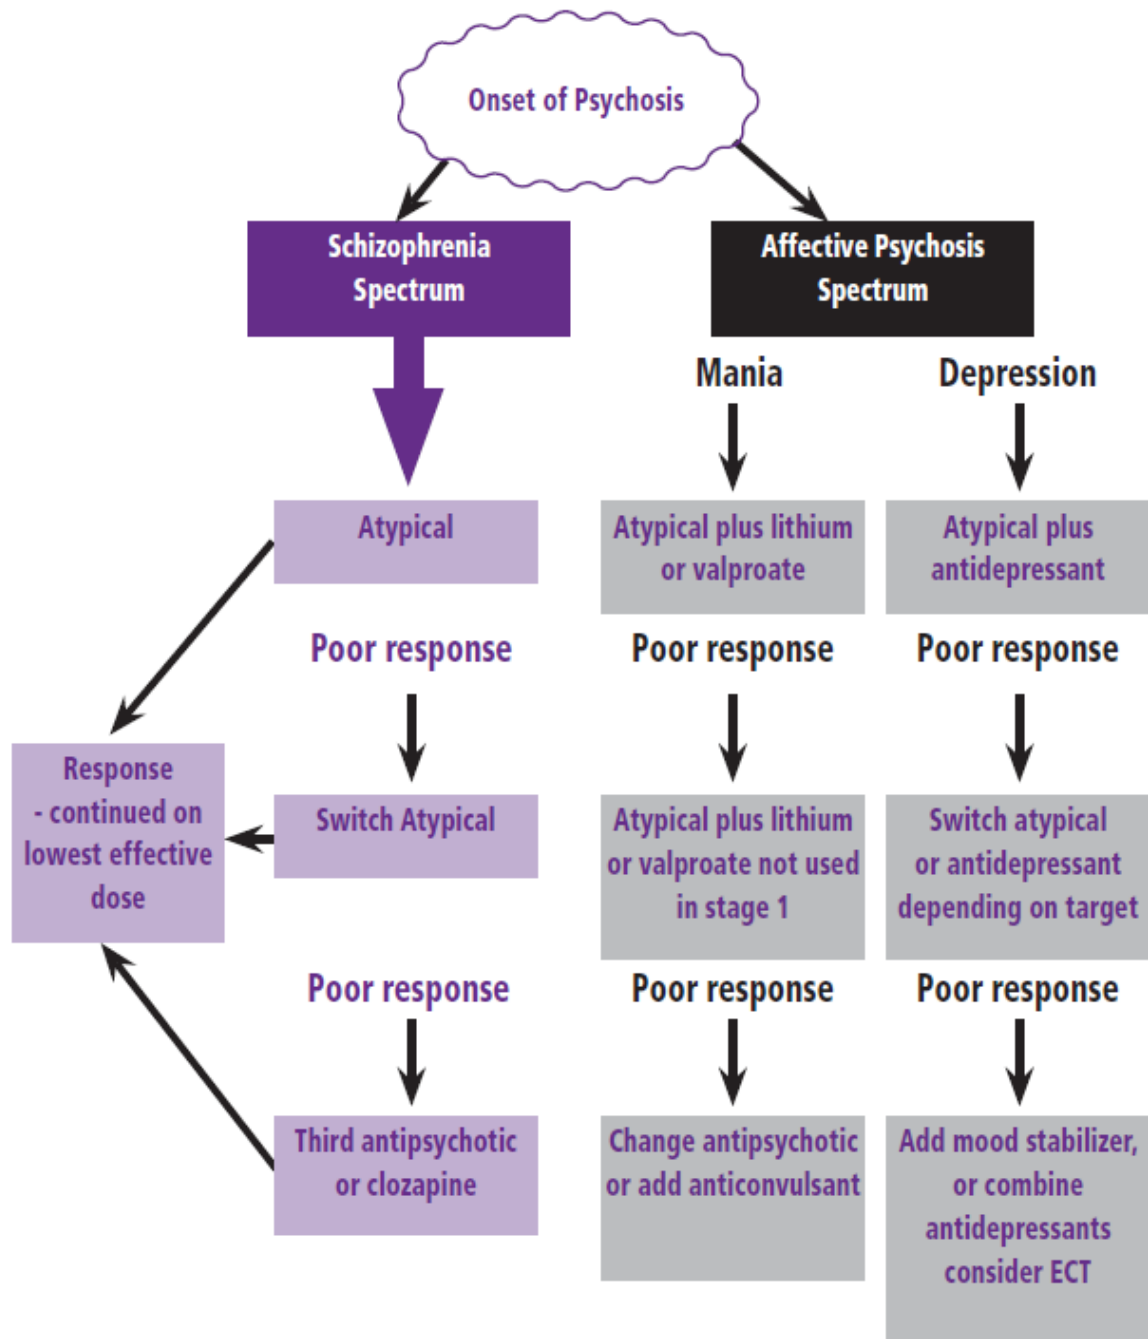 Onset of Psychosis
Schizophrenia
Spectrum
Affective Psychosis
Spectrum
Mania
Depression
Atypical
Atypical plus lithium
or valproate
Atypical plus
antidepressant
Poor response
Poor response
Poor response
Response
- continued on
lowest effective
dose
Switch Atypical
Atypical plus lithium
or valproate not used
in stage 1
Switch atypical
or antidepressant
depending on target
Poor response
Poor response
Poor response
Third antipsychotic
or clozapine
Change antipsychotic
or add anticonvulsant
Add mood stabilizer,
or combine
antidepressants
consider ECT